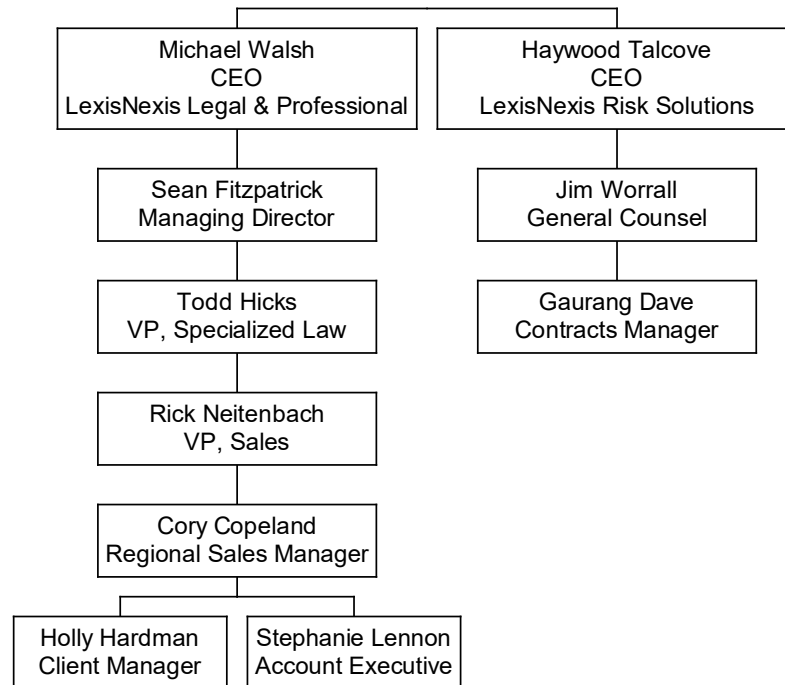 Michael Walsh
CEO
LexisNexis Legal & Professional
Haywood Talcove
CEO
LexisNexis Risk Solutions
Sean Fitzpatrick
Managing Director
Jim Worrall
General Counsel
Todd Hicks
VP, Specialized Law
Gaurang Dave
Contracts Manager
Rick Neitenbach
VP, Sales
Cory Copeland
Regional Sales Manager
Holly Hardman
Client Manager
Stephanie Lennon
Account Executive